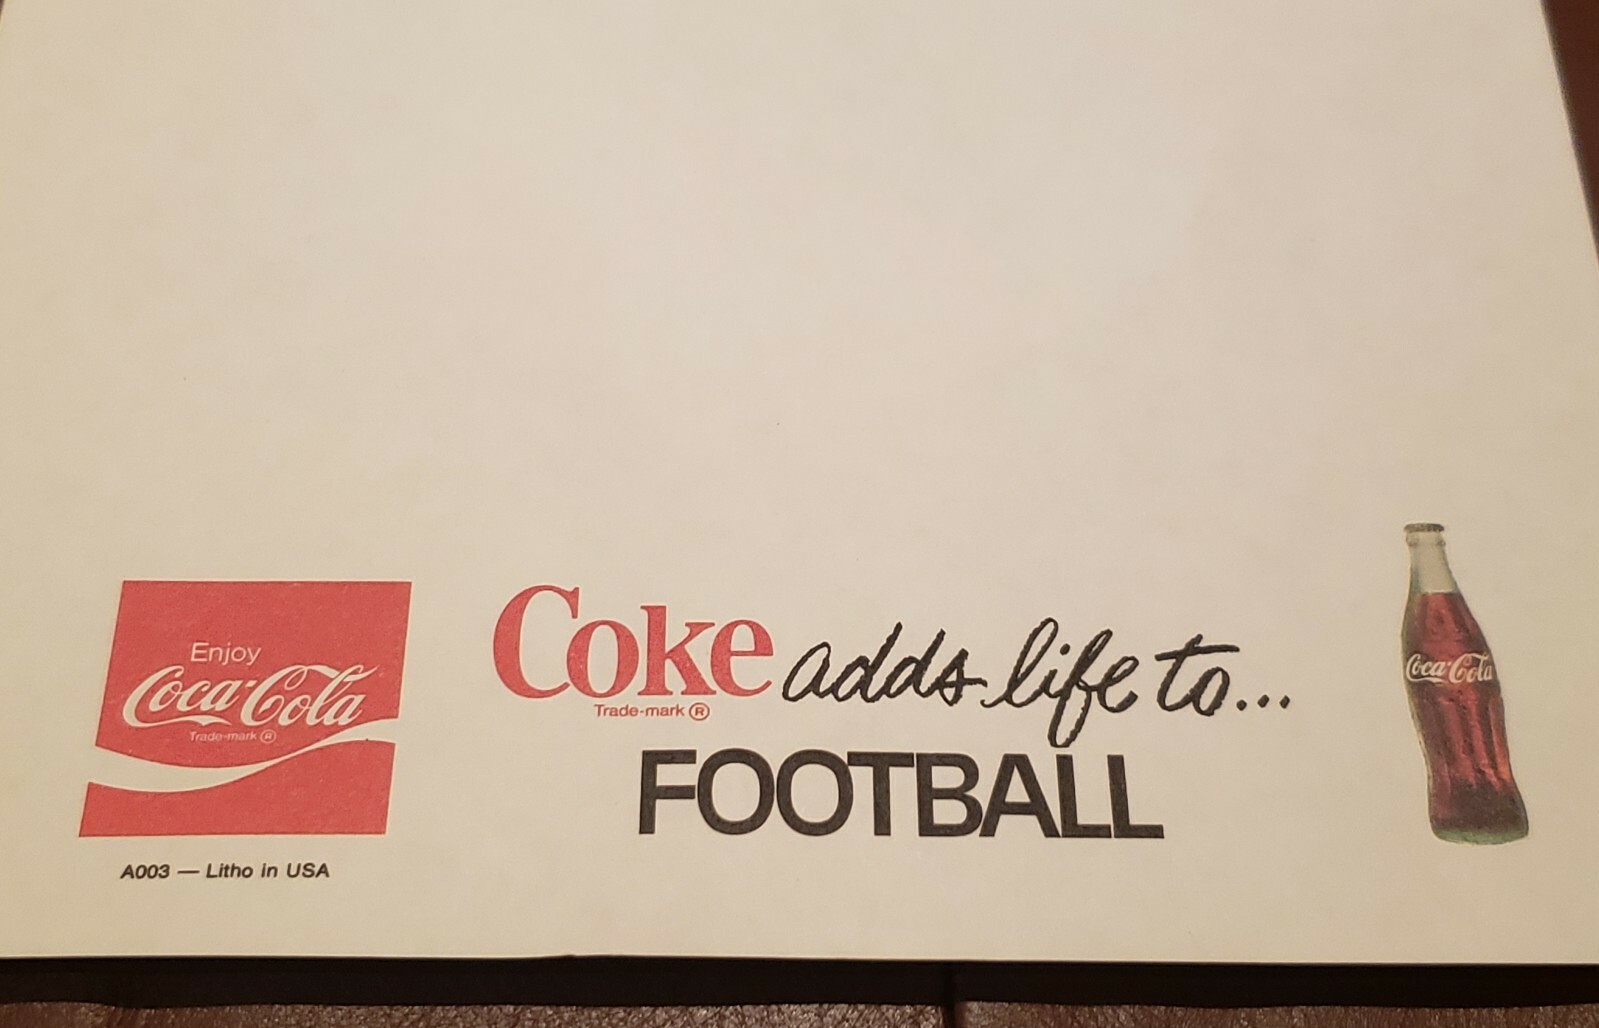 Enjoy
Coca-Cola
Trade-mark ®
A003 — Litho in USA
Coke adds life to...
Trade-mark ®
FOOTBALL
Coca-Cola